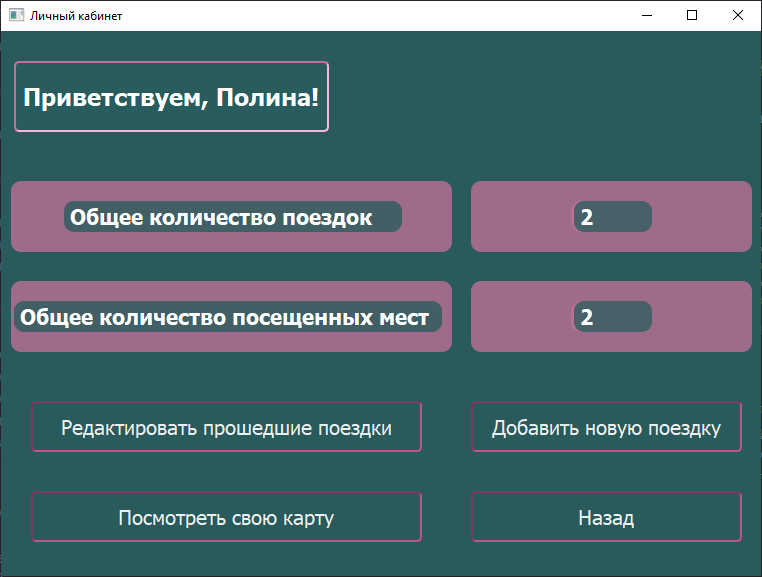 Личный кабинет
Приветствуем, Полина!
Общее количество поездок
2
Общее количество посещенных мест
2
Редактировать прошедшие поездки
Добавить новую поездку
Посмотреть свою карту
Назад